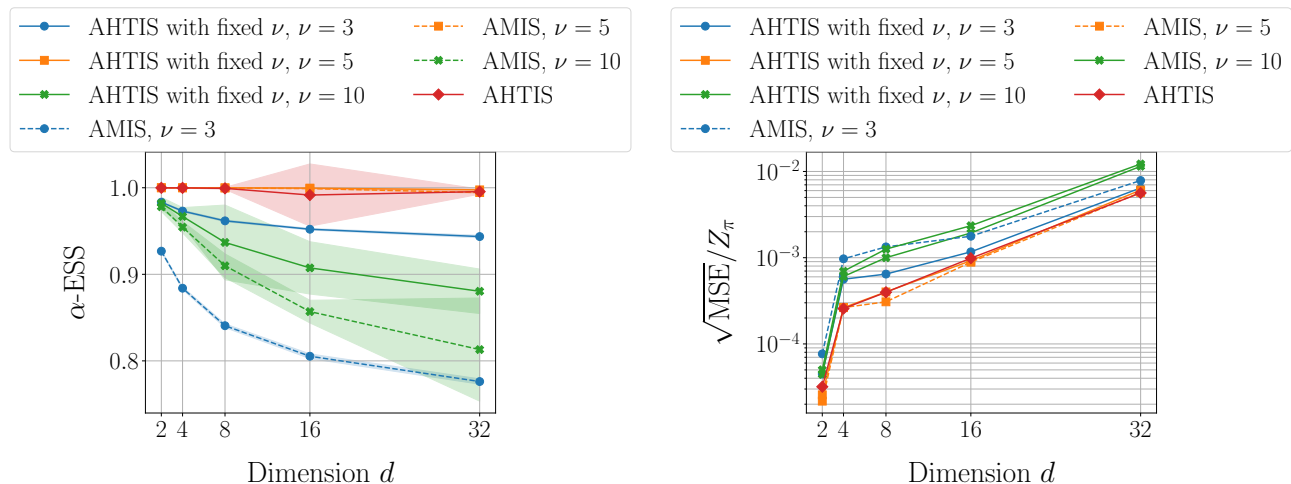 AHTIS with fixed ν, ν = 3
AHTIS with fixed ν, ν = 5
AHTIS with fixed ν, ν = 10
AMIS, ν = 3
AMIS, ν = 5
AMIS, ν = 10
AHTIS
1.0
0.9
0.8
α-ESS
2 4 8 16 32
Dimension d
AHTIS with fixed ν, ν = 3
AHTIS with fixed ν, ν = 5
AHTIS with fixed ν, ν = 10
AMIS, ν = 3
AMIS, ν = 5
AMIS, ν = 10
AHTIS
10⁻²
10⁻³
10⁻⁴
√MSE/Z_π
2 4 8 16 32
Dimension d